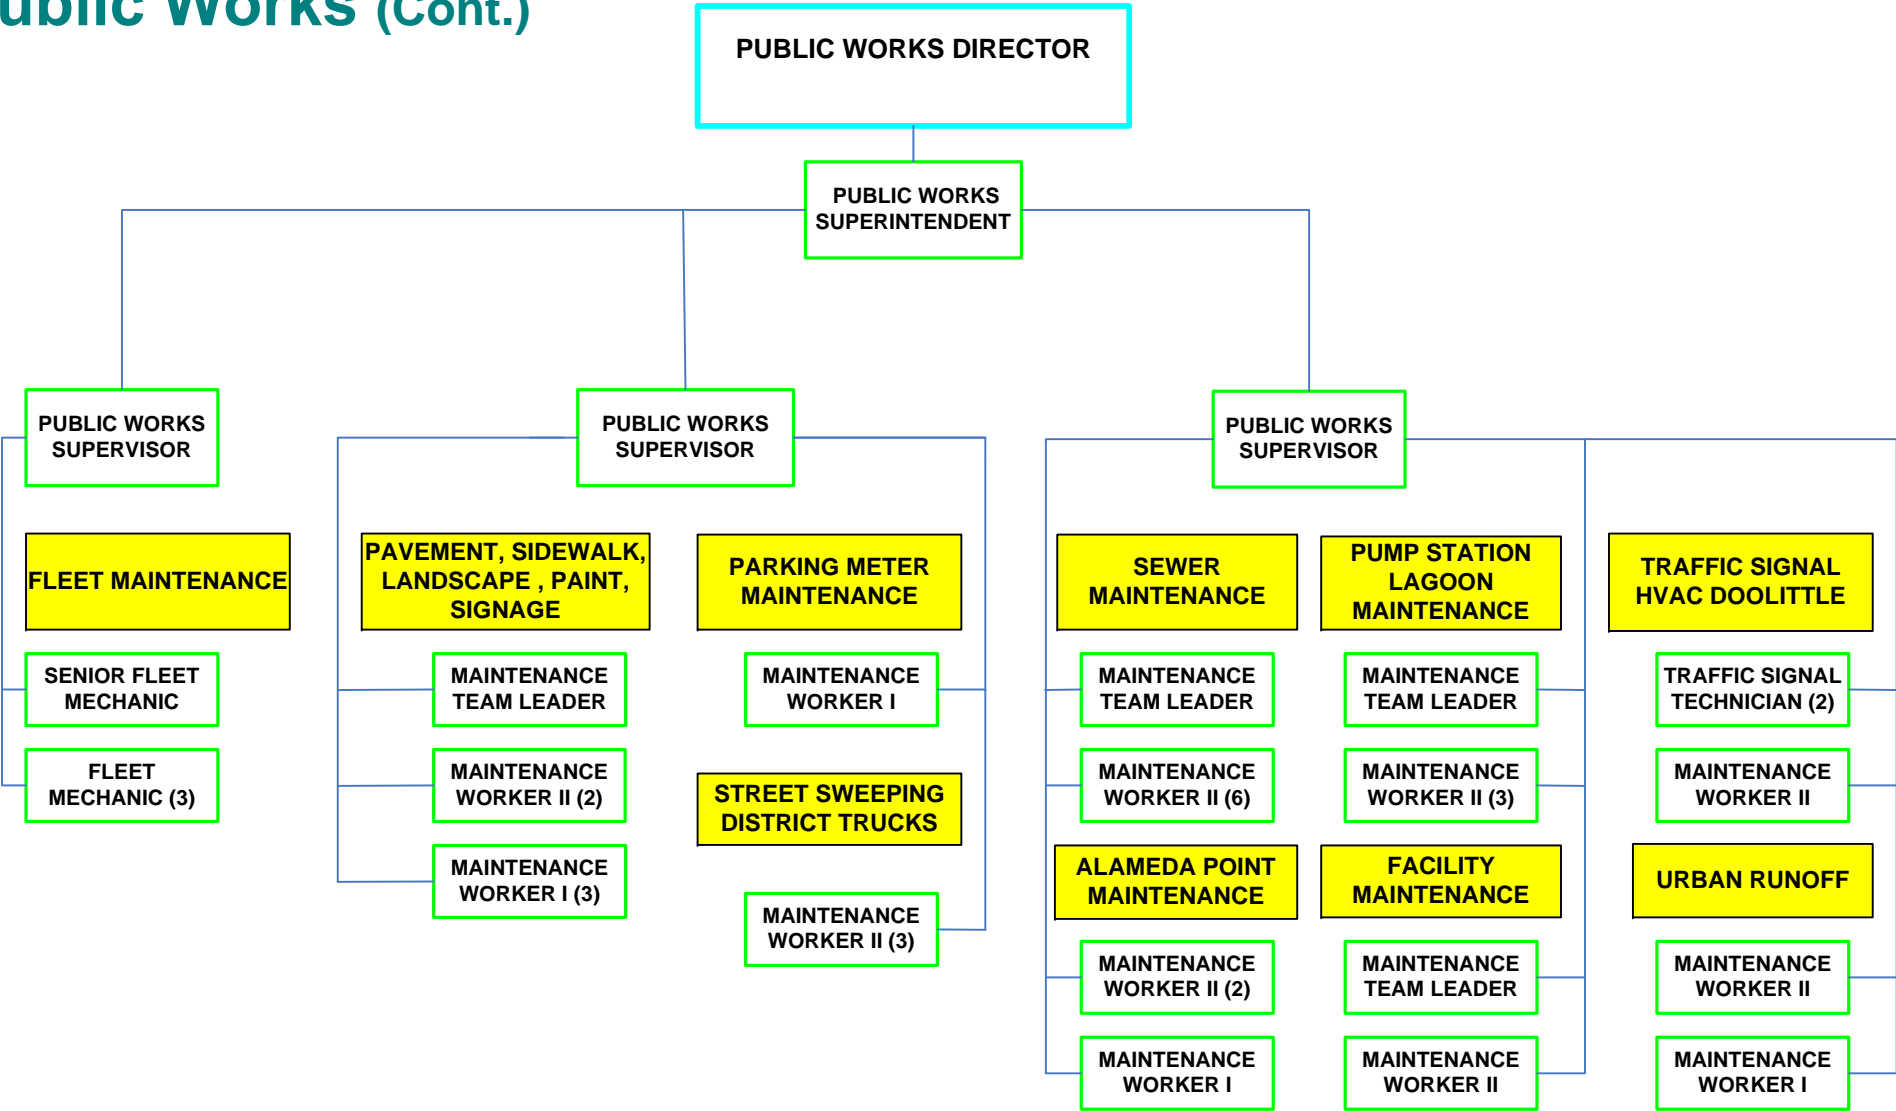 ublic Works (Cont.)
PUBLIC WORKS DIRECTOR
PUBLIC WORKS
SUPERINTENDENT
PUBLIC WORKS
SUPERVISOR
PUBLIC WORKS
SUPERVISOR
PUBLIC WORKS
SUPERVISOR
FLEET MAINTENANCE
SENIOR FLEET
MECHANIC
FLEET
MECHANIC (3)
PAVEMENT, SIDEWALK,
LANDSCAPE , PAINT,
SIGNAGE
MAINTENANCE
TEAM LEADER
MAINTENANCE
WORKER II (2)
MAINTENANCE
WORKER I (3)
PARKING METER
MAINTENANCE
MAINTENANCE
WORKER I
STREET SWEEPING
DISTRICT TRUCKS
MAINTENANCE
WORKER II (3)
SEWER
MAINTENANCE
MAINTENANCE
TEAM LEADER
MAINTENANCE
WORKER II (6)
ALAMEDA POINT
MAINTENANCE
MAINTENANCE
WORKER II (2)
MAINTENANCE
WORKER I
PUMP STATION
LAGOON
MAINTENANCE
MAINTENANCE
TEAM LEADER
MAINTENANCE
WORKER II (3)
FACILITY
MAINTENANCE
MAINTENANCE
TEAM LEADER
MAINTENANCE
WORKER II
TRAFFIC SIGNAL
HVAC DOOLITTLE
TRAFFIC SIGNAL
TECHNICIAN (2)
MAINTENANCE
WORKER II
URBAN RUNOFF
MAINTENANCE
WORKER II
MAINTENANCE
WORKER I